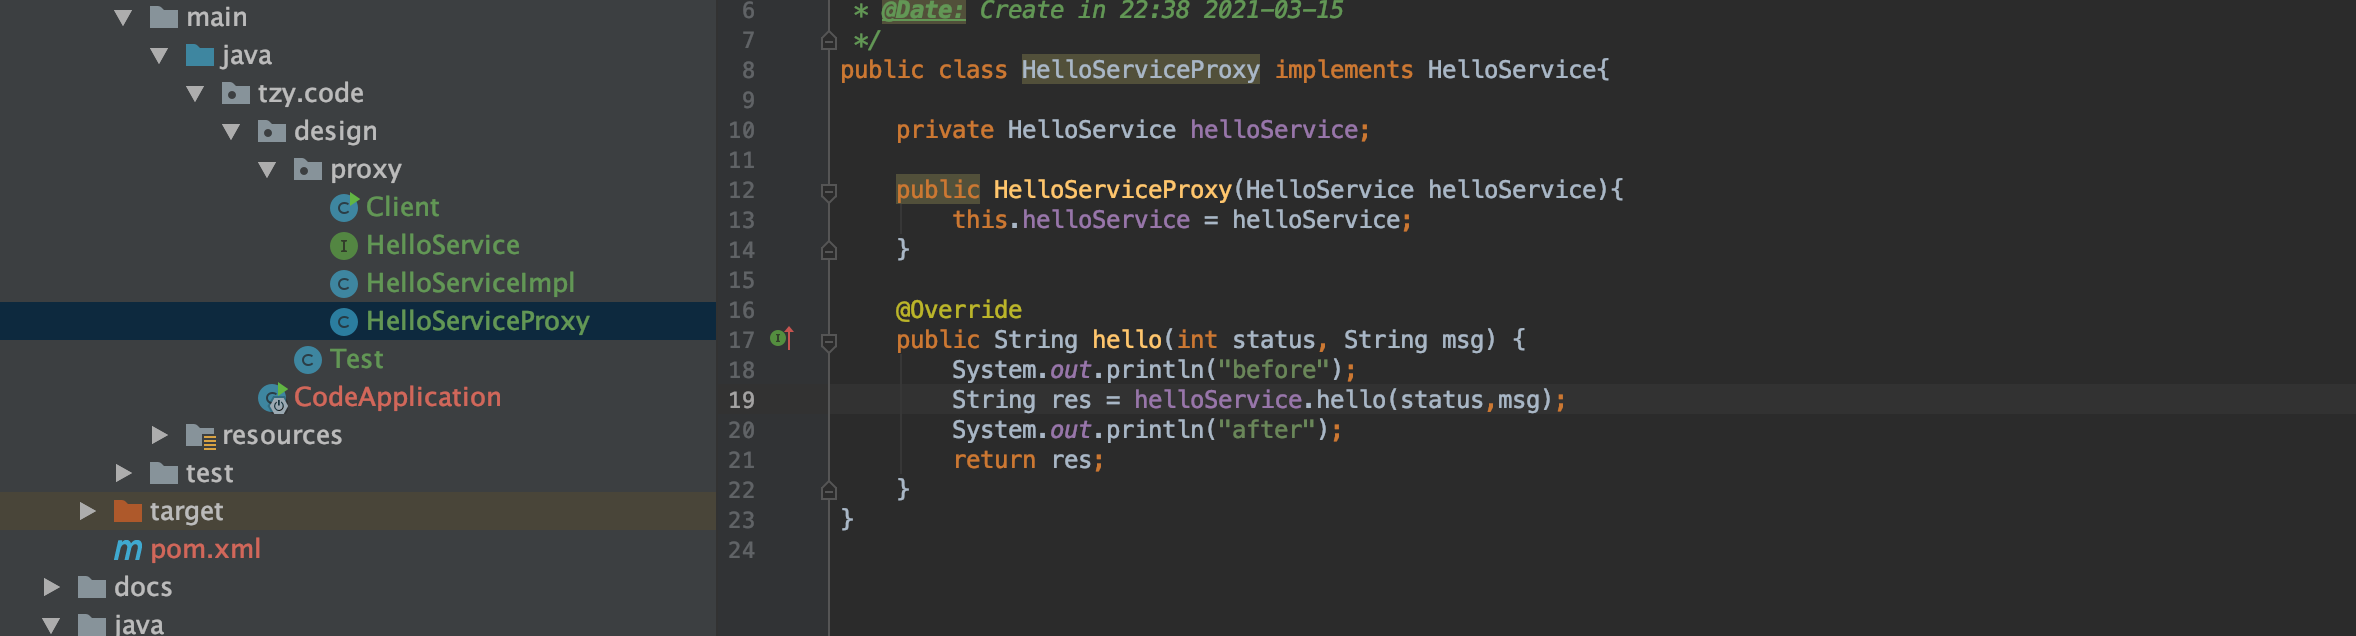 main
java
tzy.code
design
proxy
Client
HelloService
HelloServiceImpl
HelloServiceProxy
Test
CodeApplication
resources
test
target
pom.xml
docs
java
6 * @Date: Create in 22:38 2021-03-15
7 */
8 public class HelloServiceProxy implements HelloService{
9
10 private HelloService helloService;
11
12 public HelloServiceProxy(HelloService helloService){
13 this.helloService = helloService;
14 }
15
16 @Override
17 public String hello(int status, String msg) {
18 System.out.println("before");
19 String res = helloService.hello(status,msg);
20 System.out.println("after");
21 return res;
22 }
23 }
24